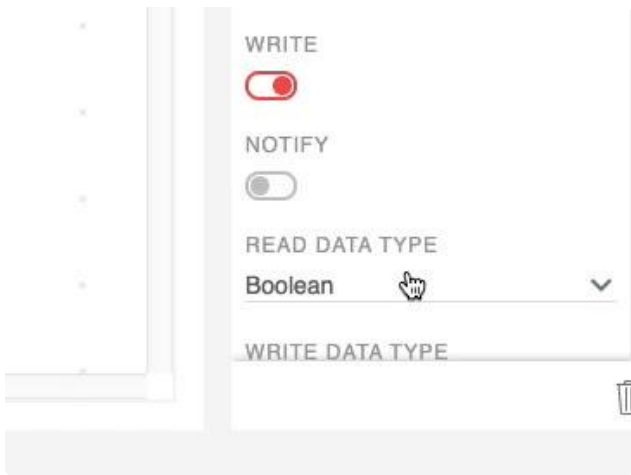 WRITE
NOTIFY
READ DATA TYPE
Boolean
WRITE DATA TYPE